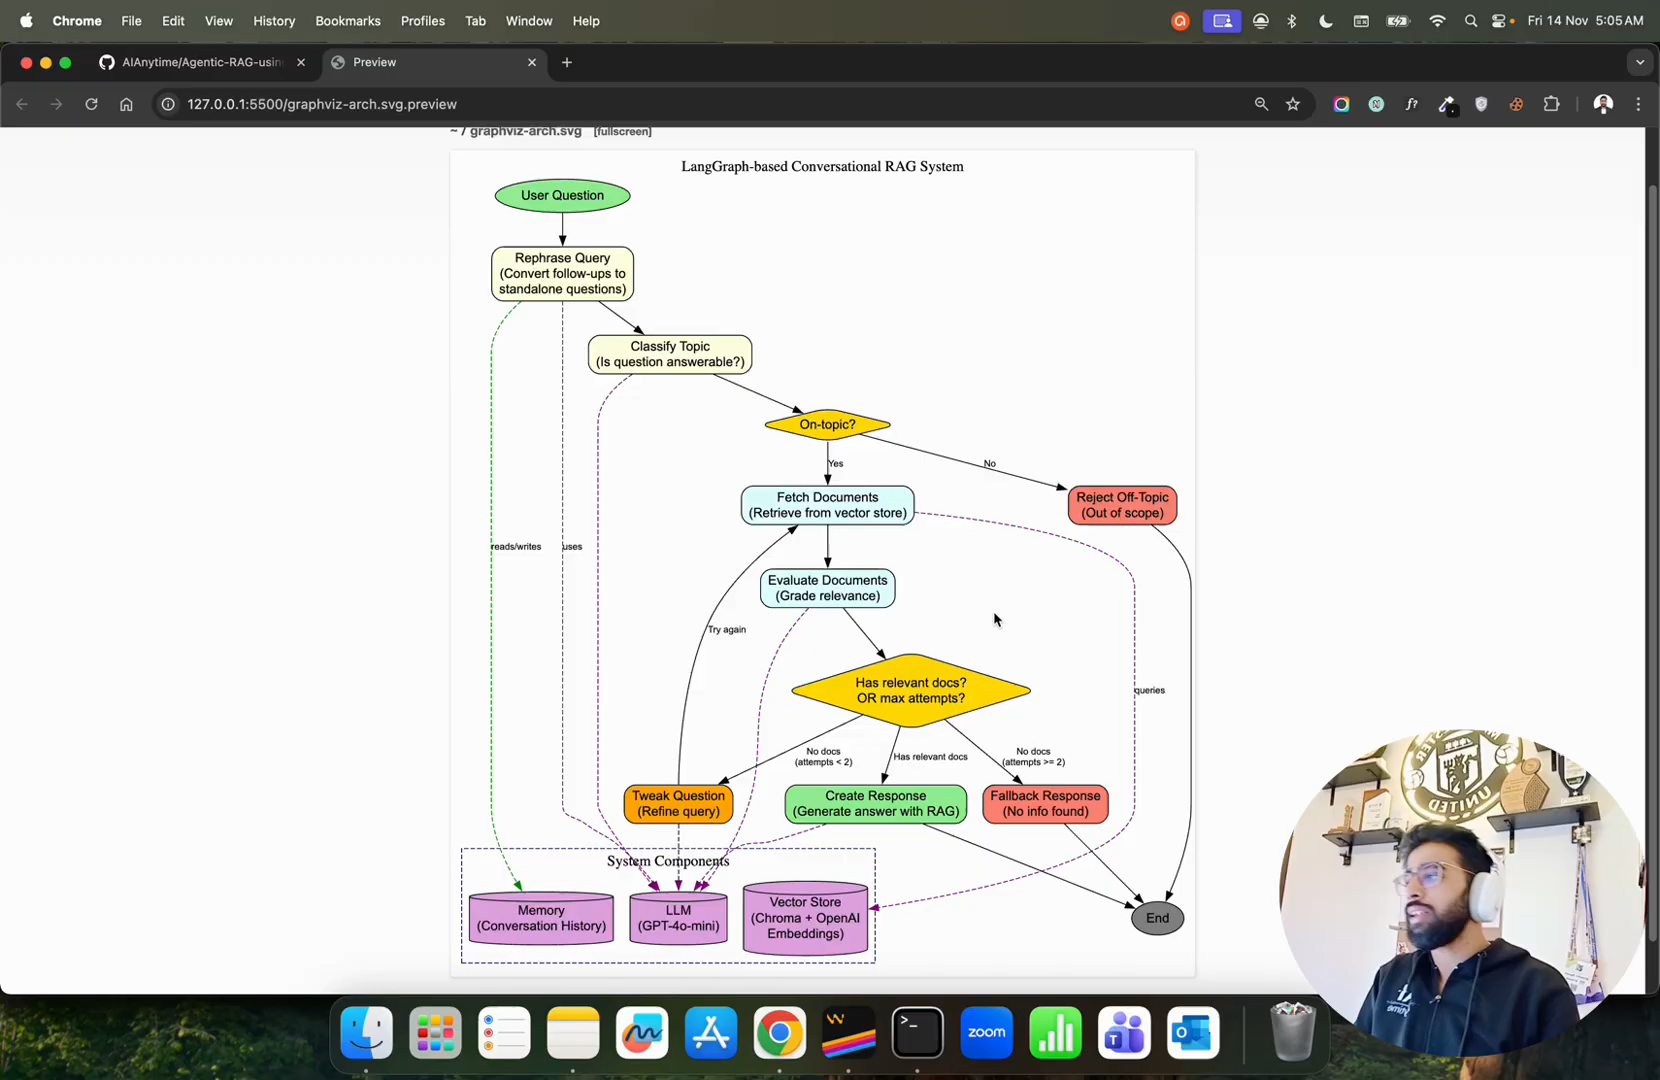 Chrome File Edit View History Bookmarks Profiles Tab Window Help
Fri 14 Nov 5:05 AM
AIAnytime/Agentic-RAG-using
Preview
127.0.0.1:5500/graphviz-arch.svg.preview
~ / graphviz-arch.svg [fullscreen]
LangGraph-based Conversational RAG System
User Question
Rephrase Query
(Convert follow-ups to
standalone questions)
Classify Topic
(Is question answerable?)
On-topic?
Yes
No
Fetch Documents
(Retrieve from vector store)
Reject Off-Topic
(Out of scope)
reads/writes
uses
Evaluate Documents
(Grade relevance)
Try again
Has relevant docs?
OR max attempts?
queries
No docs
(attempts < 2)
Has relevant docs
No docs
(attempts >= 2)
Tweak Question
(Refine query)
Create Response
(Generate answer with RAG)
Fallback Response
(No info found)
System Components
Memory
(Conversation History)
LLM
(GPT-4o-mini)
Vector Store
(Chroma + OpenAI
Embeddings)
End
UNITED
zoom